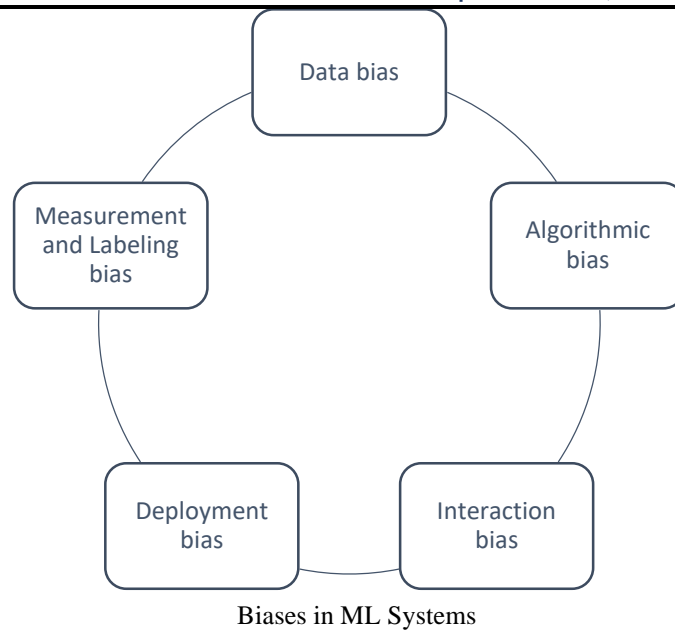 Data bias
Algorithmic
bias
Interaction
bias
Deployment
bias
Measurement
and Labeling
bias
Biases in ML Systems